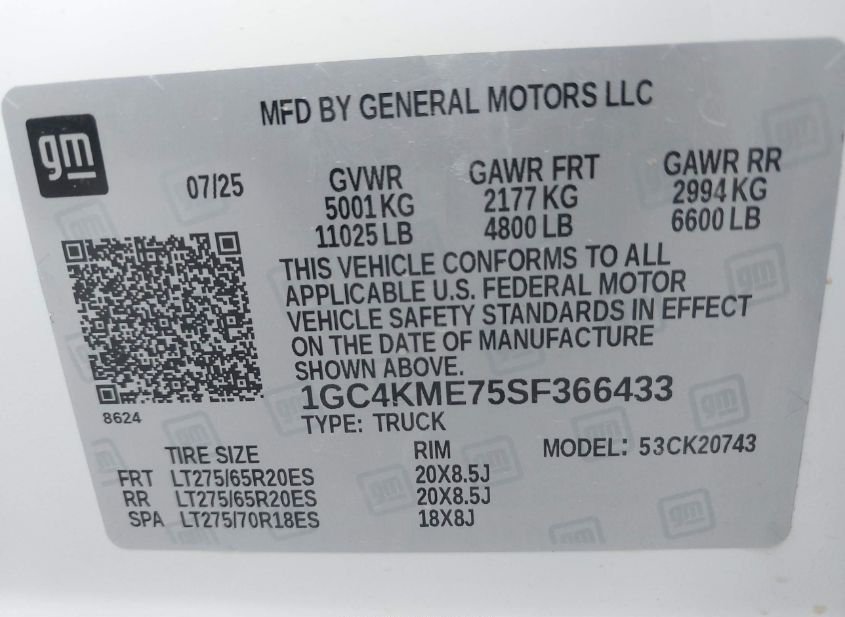 MFD BY GENERAL MOTORS LLC
gm
07/25
GVWR GAWR FRT GAWR RR
5001 KG 2177 KG 2994 KG
11025 LB 4800 LB 6600 LB
THIS VEHICLE CONFORMS TO ALL
APPLICABLE U.S. FEDERAL MOTOR
VEHICLE SAFETY STANDARDS IN EFFECT
ON THE DATE OF MANUFACTURE
SHOWN ABOVE.
1GC4KME75SF366433
8624
TYPE: TRUCK
TIRE SIZE RIM MODEL: 53CK20743
FRT LT275/65R20ES 20X8.5J
RR LT275/65R20ES 20X8.5J
SPA LT275/70R18ES 18X8J